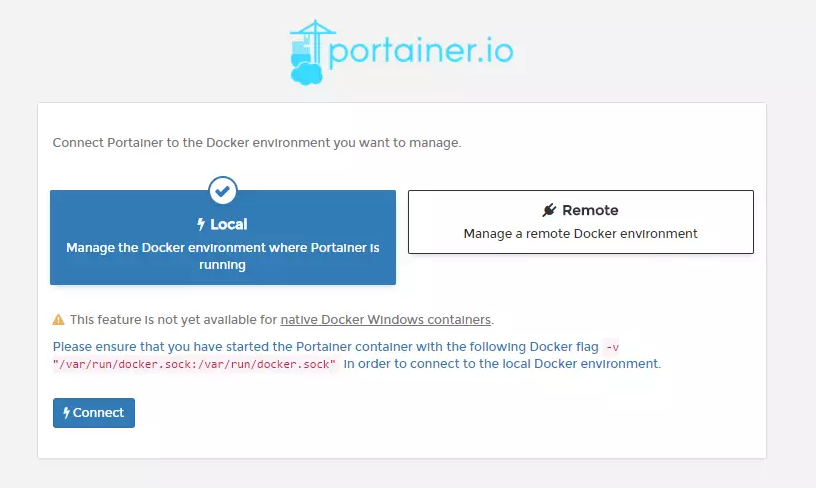 portainer.io
Connect Portainer to the Docker environment you want to manage.
Local
Manage the Docker environment where Portainer is
running
Remote
Manage a remote Docker environment
This feature is not yet available for native Docker Windows containers.
Please ensure that you have started the Portainer container with the following Docker flag -v
"/var/run/docker.sock:/var/run/docker.sock" in order to connect to the local Docker environment.
Connect